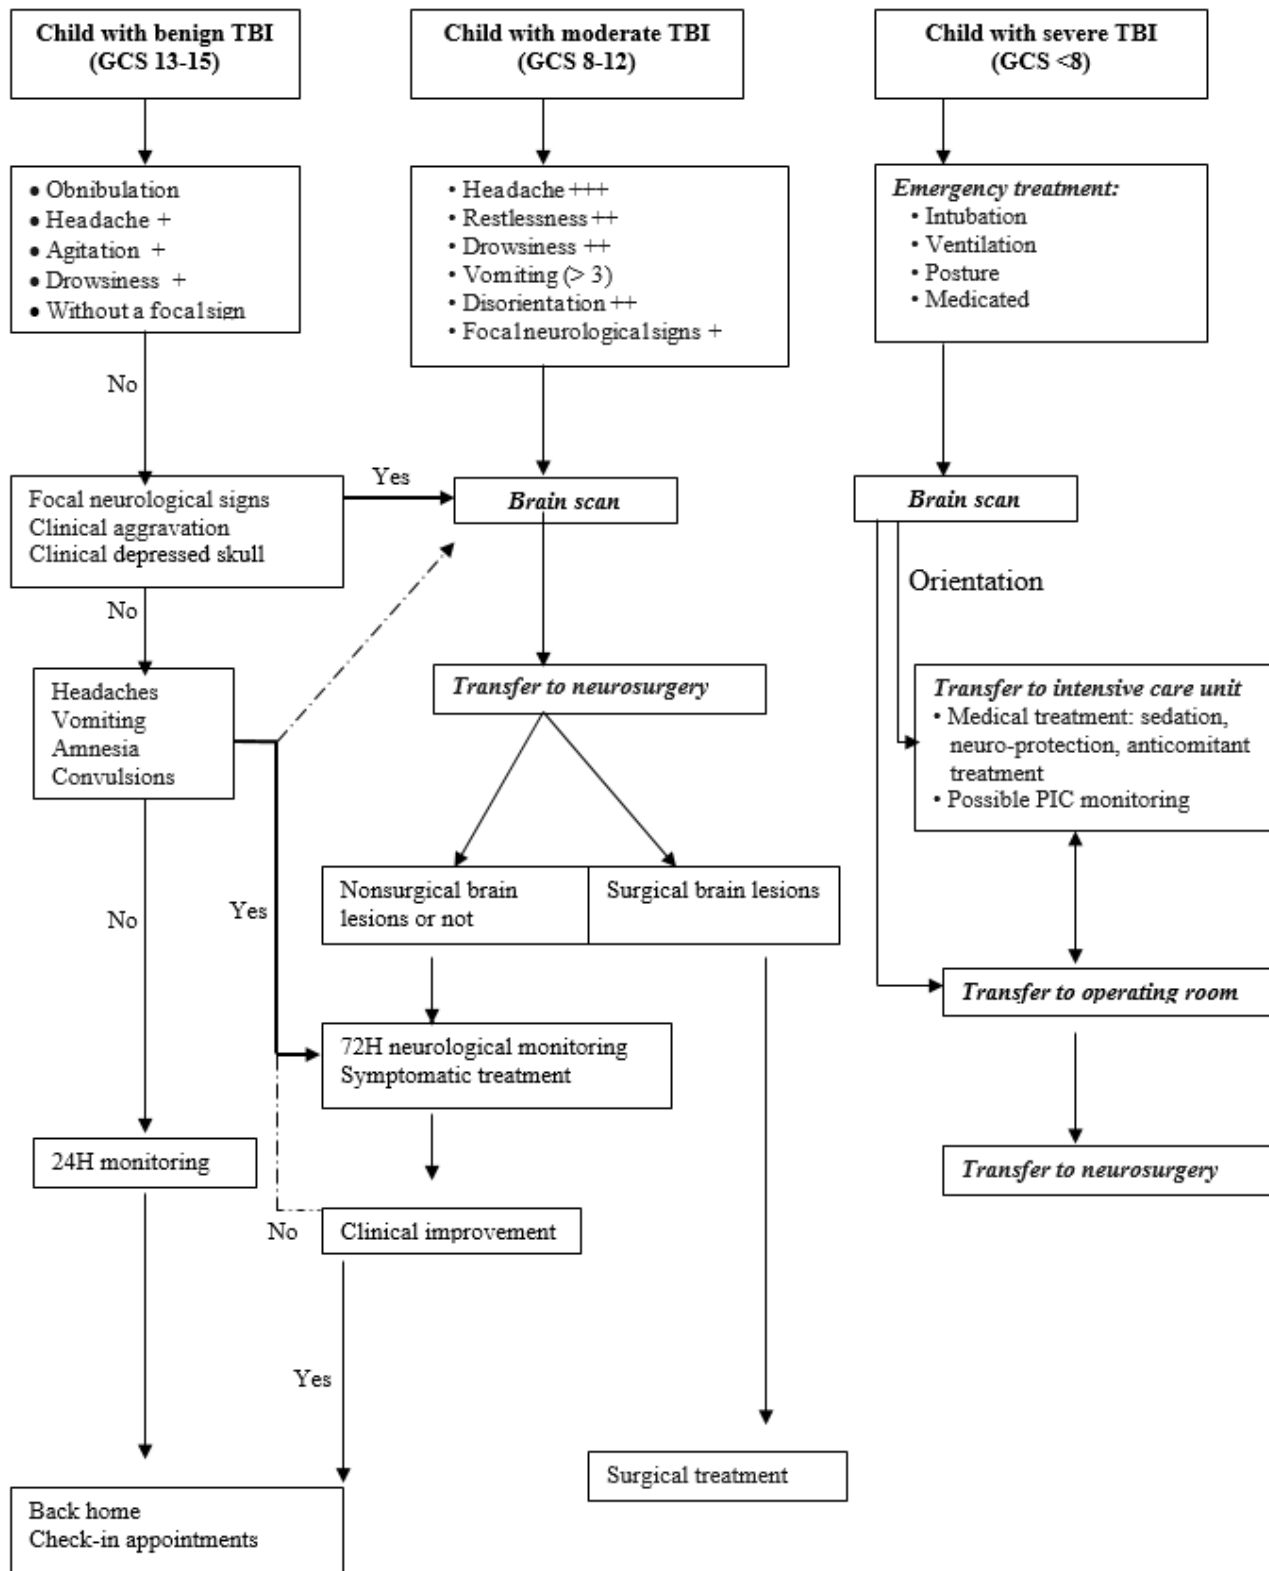 Child with benign TBI
(GCS 13-15)
Child with moderate TBI
(GCS 8-12)
Child with severe TBI
(GCS <8)
● Obnibulation
● Headache +
● Agitation +
● Drowsiness +
● Without a focal sign
• Headache +++
• Restlessness ++
• Drowsiness ++
• Vomiting (> 3)
• Disorientation ++
• Focal neurological signs +
Emergency treatment:
• Intubation
• Ventilation
• Posture
• Medicated
No
Focal neurological signs
Clinical aggravation
Clinical depressed skull
Yes
Brain scan
Brain scan
Orientation
No
Headaches
Vomiting
Amnesia
Convulsions
Transfer to neurosurgery
Transfer to intensive care unit
• Medical treatment: sedation,
neuro-protection, anticomitant
treatment
• Possible PIC monitoring
No
Yes
Nonsurgical brain
lesions or not
Surgical brain lesions
Transfer to operating room
72H neurological monitoring
Symptomatic treatment
24H monitoring
Transfer to neurosurgery
No
Clinical improvement
Yes
Surgical treatment
Back home
Check-in appointments